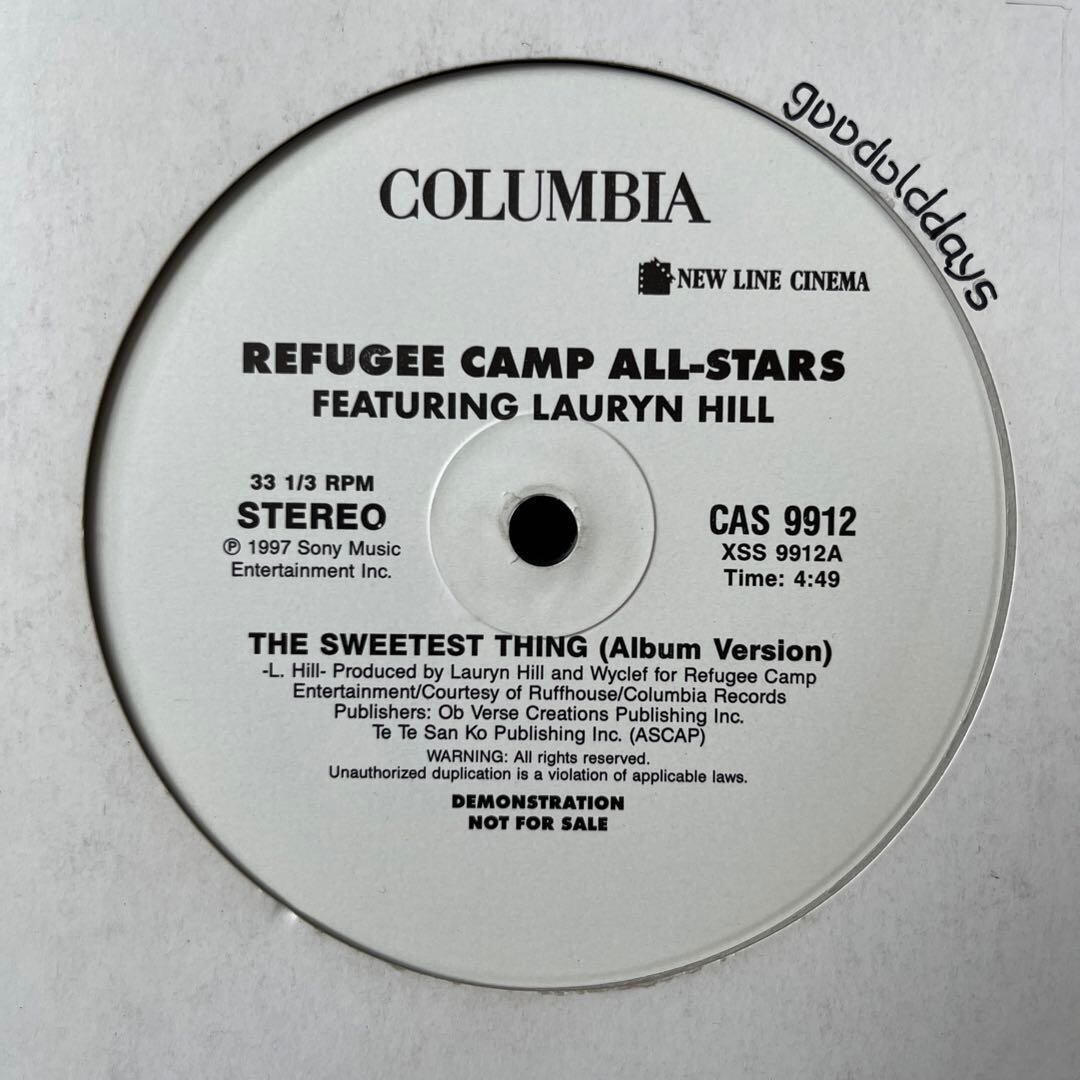 goodolddays
COLUMBIA
NEW LINE CINEMA
REFUGEE CAMP ALL-STARS
FEATURING LAURYN HILL
33 1/3 RPM
STEREO
℗ 1997 Sony Music
Entertainment Inc.
CAS 9912
XSS 9912A
Time: 4:49
THE SWEETEST THING (Album Version)
-L. Hill- Produced by Lauryn Hill and Wyclef for Refugee Camp
Entertainment/Courtesy of Ruffhouse/Columbia Records
Publishers: Ob Verse Creations Publishing Inc.
Te Te San Ko Publishing Inc. (ASCAP)
WARNING: All rights reserved.
Unauthorized duplication is a violation of applicable laws.
DEMONSTRATION
NOT FOR SALE